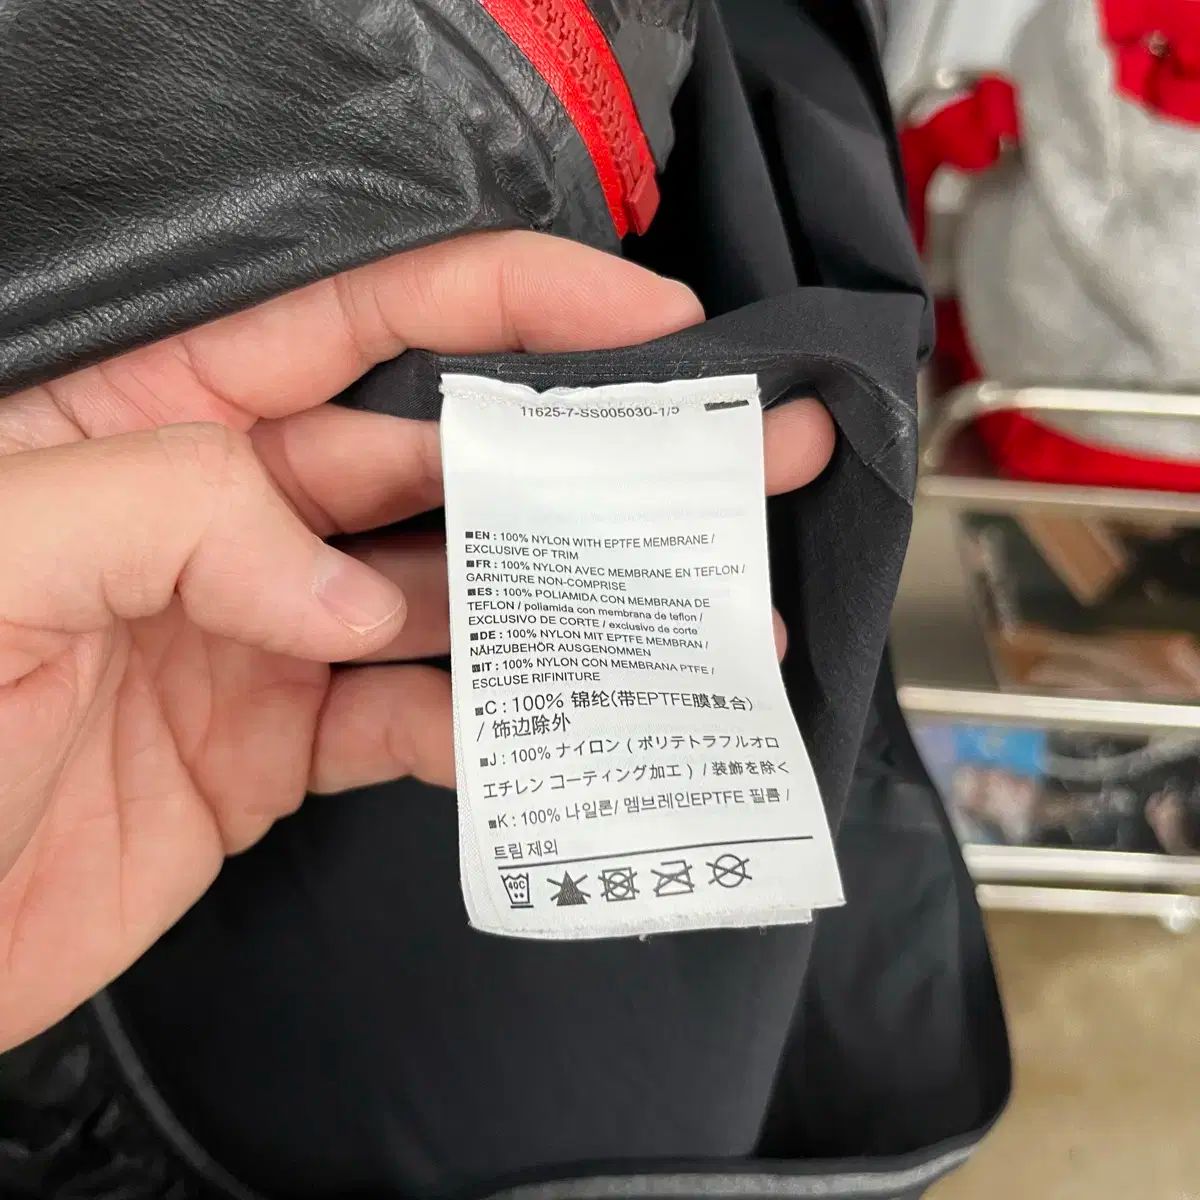 11625-7-SS005030-1/5
EN : 100% NYLON WITH EPTFE MEMBRANE /
EXCLUSIVE OF TRIM
FR : 100% NYLON AVEC MEMBRANE EN TEFLON /
GARNITURE NON-COMPRISE
ES : 100% POLIAMIDA CON MEMBRANA DE
TEFLON / poliamida con membrana de teflon /
EXCLUSIVO DE CORTE / exclusivo de corte
DE : 100% NYLON MIT EPTFE MEMBRAN /
NÄHZUBEHÖR AUSGENOMMEN
IT : 100% NYLON CON MEMBRANA PTFE /
ESCLUSE RIFINITURE
C : 100% 锦纶(带EPTFE膜复合)
/ 饰边除外
J : 100% ナイロン ( ポリテトラフルオロ
エチレン コーティング加工 ) / 装飾を除く
K : 100% 나일론/ 멤브레인EPTFE 필름 /
트림 제외
40C